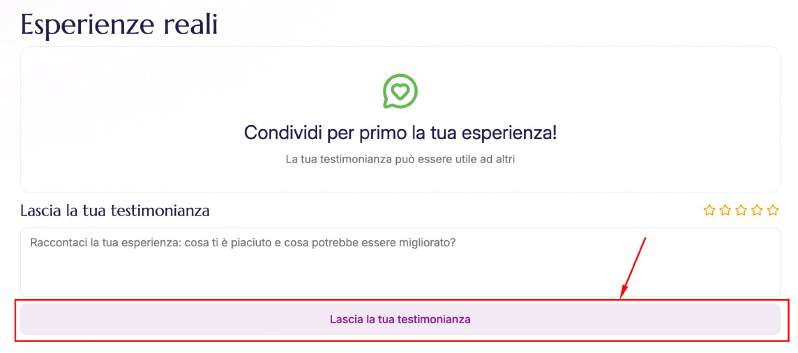 Esperienze reali
Condividi per primo la tua esperienza!
La tua testimonianza può essere utile ad altri
Lascia la tua testimonianza
Raccontaci la tua esperienza: cosa ti è piaciuto e cosa potrebbe essere migliorato?
Lascia la tua testimonianza